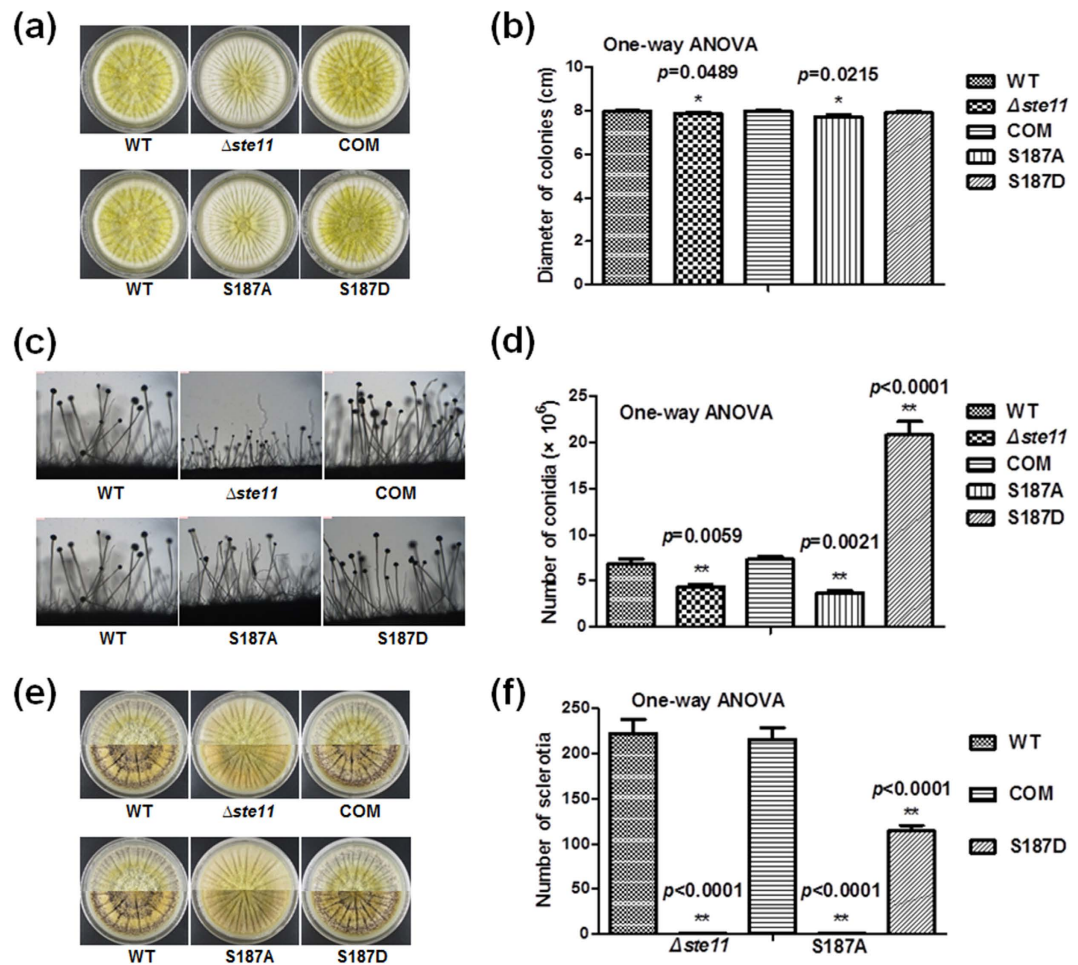 (a)
WT Δste11 COM
WT S187A S187D
(b)
One-way ANOVA
p=0.0489 p=0.0215
* *
Diameter of colonies (cm)
10
8
6
4
2
0
WT
Δste11
COM
S187A
S187D
(c)
WT Δste11 COM
WT S187A S187D
(d)
One-way ANOVA
p<0.0001
**
p=0.0059 p=0.0021
** **
Number of conidia (× 10⁶)
25
20
15
10
5
0
WT
Δste11
COM
S187A
S187D
(e)
WT Δste11 COM
WT S187A S187D
(f)
One-way ANOVA
p<0.0001
**
p<0.0001 p<0.0001
** **
Number of sclerotia
250
200
150
100
50
0
Δste11 S187A
WT
COM
S187D